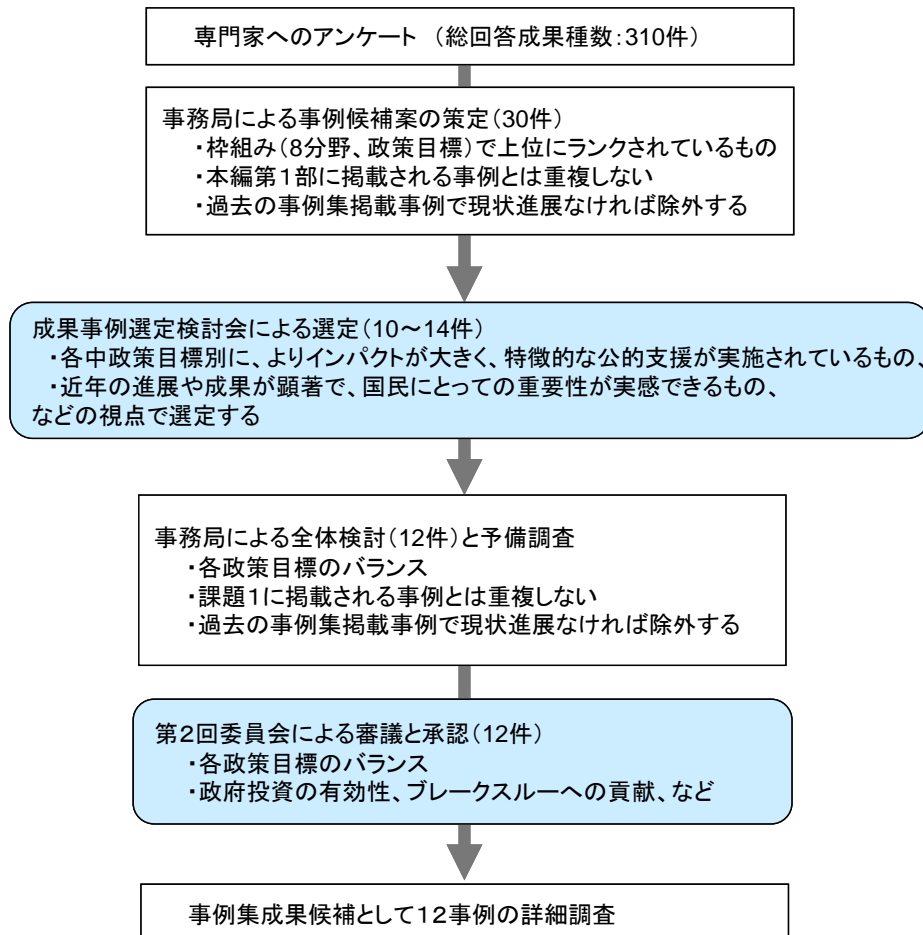 専門家へのアンケート （総回答成果種数：310件）
事務局による事例候補案の策定（30件）
・枠組み（8分野、政策目標）で上位にランクされているもの
・本編第１部に掲載される事例とは重複しない
・過去の事例集掲載事例で現状進展なければ除外する
成果事例選定検討会による選定（10～14件）
・各中政策目標別に、よりインパクトが大きく、特徴的な公的支援が実施されているもの、
・近年の進展や成果が顕著で、国民にとっての重要性が実感できるもの、
などの視点で選定する
事務局による全体検討（12件）と予備調査
・各政策目標のバランス
・課題１に掲載される事例とは重複しない
・過去の事例集掲載事例で現状進展なければ除外する
第２回委員会による審議と承認（12件）
・各政策目標のバランス
・政府投資の有効性、ブレークスルーへの貢献、など
事例集成果候補として１２事例の詳細調査